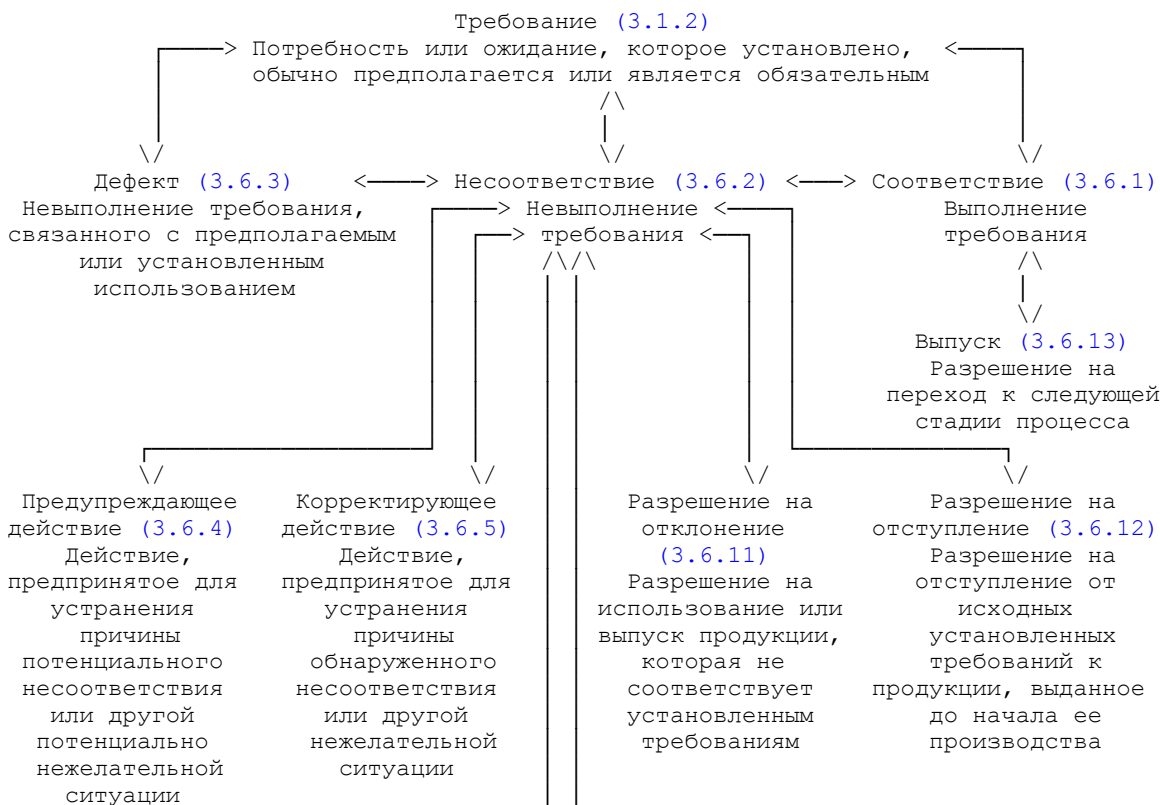 Требование (3.1.2)
Потребность или ожидание, которое установлено,
обычно предполагается или является обязательным
Дефект (3.6.3)
Невыполнение требования,
связанного с предполагаемым
или установленным
использованием
Несоответствие (3.6.2)
Невыполнение
требования
Соответствие (3.6.1)
Выполнение
требования
Выпуск (3.6.13)
Разрешение на
переход к следующей
стадии процесса
Предупреждающее
действие (3.6.4)
Действие,
предпринятое для
устранения
причины
потенциального
несоответствия
или другой
потенциально
нежелательной
ситуации
Корректирующее
действие (3.6.5)
Действие,
предпринятое для
устранения
причины
обнаруженного
несоответствия
или другой
нежелательной
ситуации
Разрешение на
отклонение
(3.6.11)
Разрешение на
использование или
выпуск продукции,
которая не
соответствует
установленным
требованиям
Разрешение на
отступление (3.6.12)
Разрешение на
отступление от
исходных
установленных
требований к
продукции, выданное
до начала ее
производства